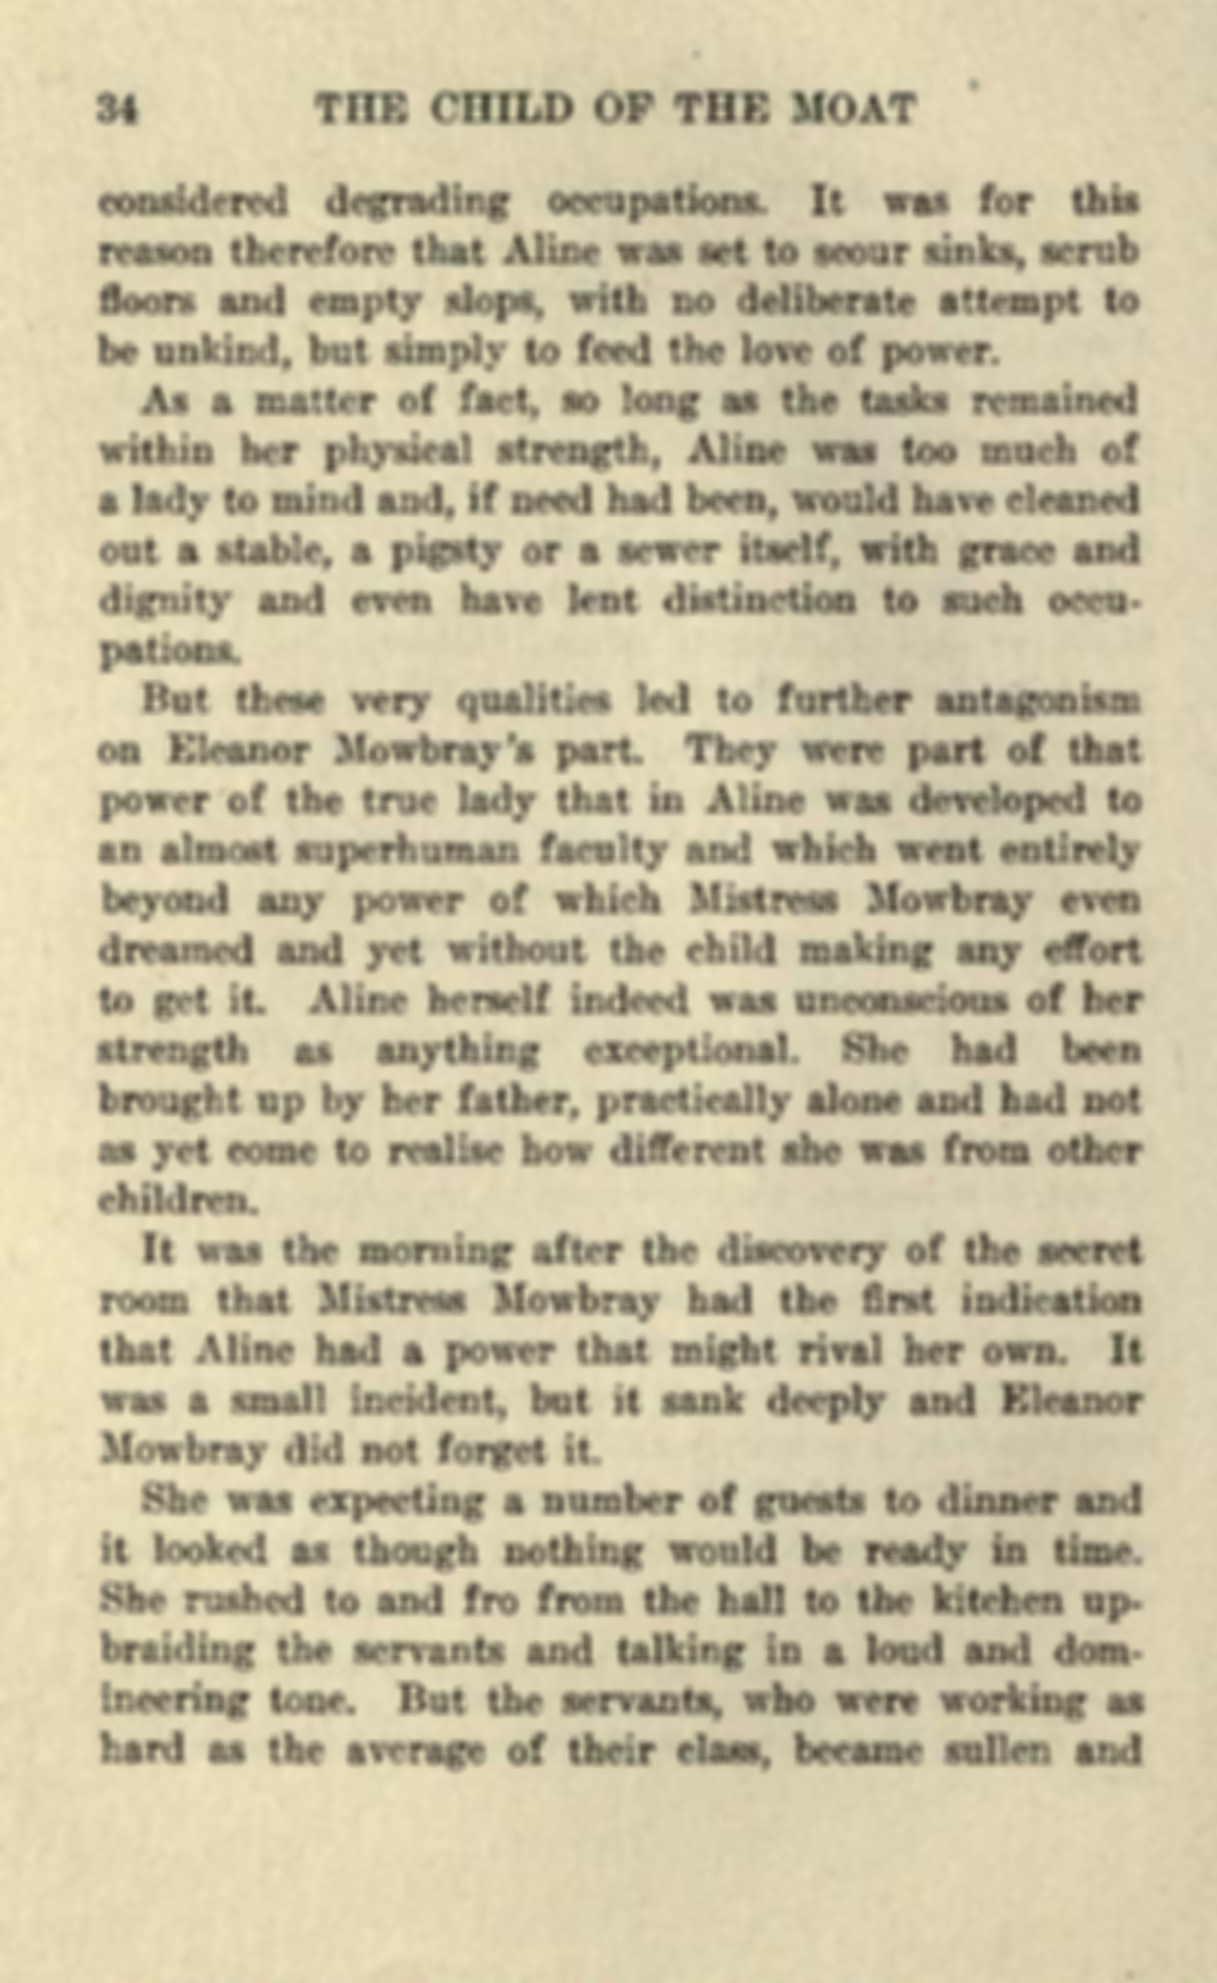 34 THE CHILD OF THE MOAT
considered degrading occupations. It was for this
reason therefore that Aline was set to scour sinks, scrub
floors and empty slops, with no deliberate attempt to
be unkind, but simply to feed the love of power.
As a matter of fact, so long as the tasks remained
within her physical strength, Aline was too much of
a lady to mind and, if need had been, would have cleaned
out a stable, a pigsty or a sewer itself, with grace and
dignity and even have lent distinction to such occu-
pations.
But these very qualities led to further antagonism
on Eleanor Mowbray's part. They were part of that
power of the true lady that in Aline was developed to
an almost superhuman faculty and which went entirely
beyond any power of which Mistress Mowbray even
dreamed and yet without the child making any effort
to get it. Aline herself indeed was unconscious of her
strength as anything exceptional. She had been
brought up by her father, practically alone and had not
as yet come to realise how different she was from other
children.
It was the morning after the discovery of the secret
room that Mistress Mowbray had the first indication
that Aline had a power that might rival her own. It
was a small incident, but it sank deeply and Eleanor
Mowbray did not forget it.
She was expecting a number of guests to dinner and
it looked as though nothing would be ready in time.
She rushed to and fro from the hall to the kitchen up-
braiding the servants and talking in a loud and dom-
ineering tone. But the servants, who were working as
hard as the average of their class, became sullen and